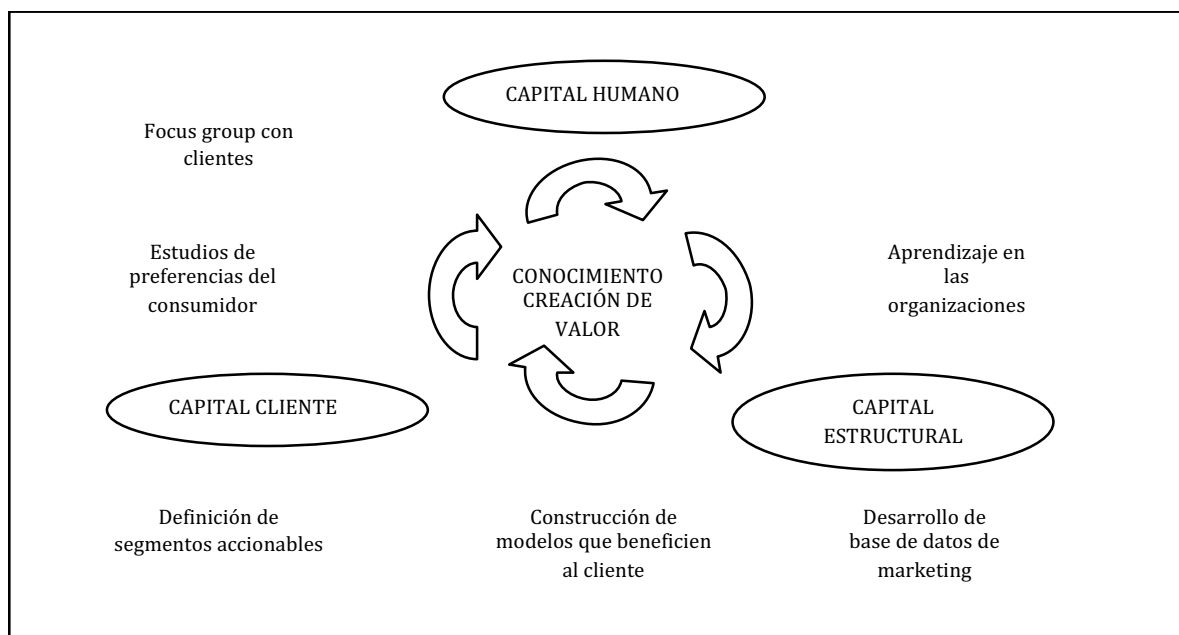 CAPITAL HUMANO
Focus group con
clientes
Estudios de
preferencias del
consumidor
CONOCIMIENTO
CREACIÓN DE
VALOR
Aprendizaje en
las
organizaciones
CAPITAL CLIENTE
CAPITAL
ESTRUCTURAL
Definición de
segmentos accionables
Construcción de
modelos que beneficien
al cliente
Desarrollo de
base de datos de
marketing